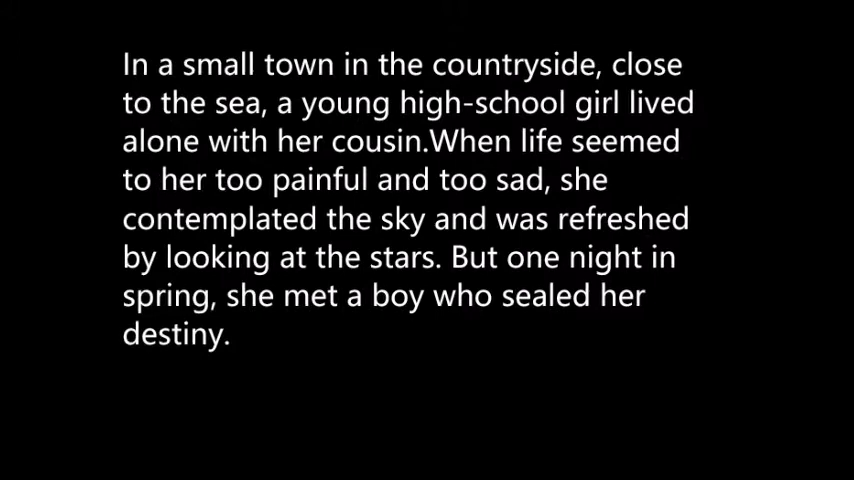 In a small town in the countryside, close
to the sea, a young high-school girl lived
alone with her cousin.When life seemed
to her too painful and too sad, she
contemplated the sky and was refreshed
by looking at the stars. But one night in
spring, she met a boy who sealed her
destiny.